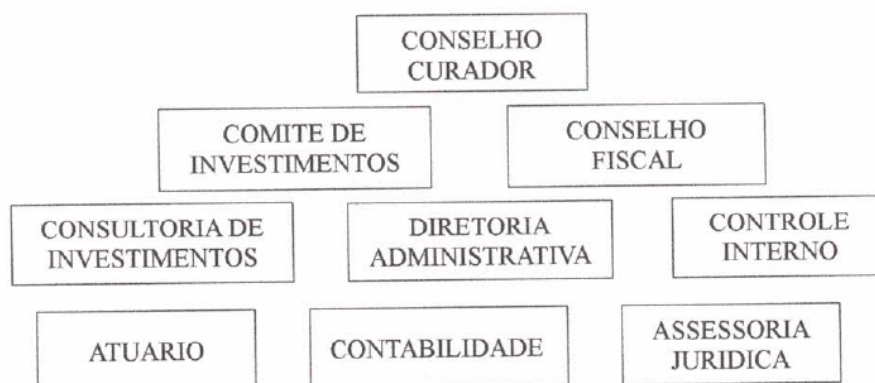 CONSELHO
CURADOR
COMITE DE
INVESTIMENTOS
CONSELHO
FISCAL
CONSULTORIA DE
INVESTIMENTOS
DIRETORIA
ADMINISTRATIVA
CONTROLE
INTERNO
ATUARIO
CONTABILIDADE
ASSESSORIA
JURIDICA